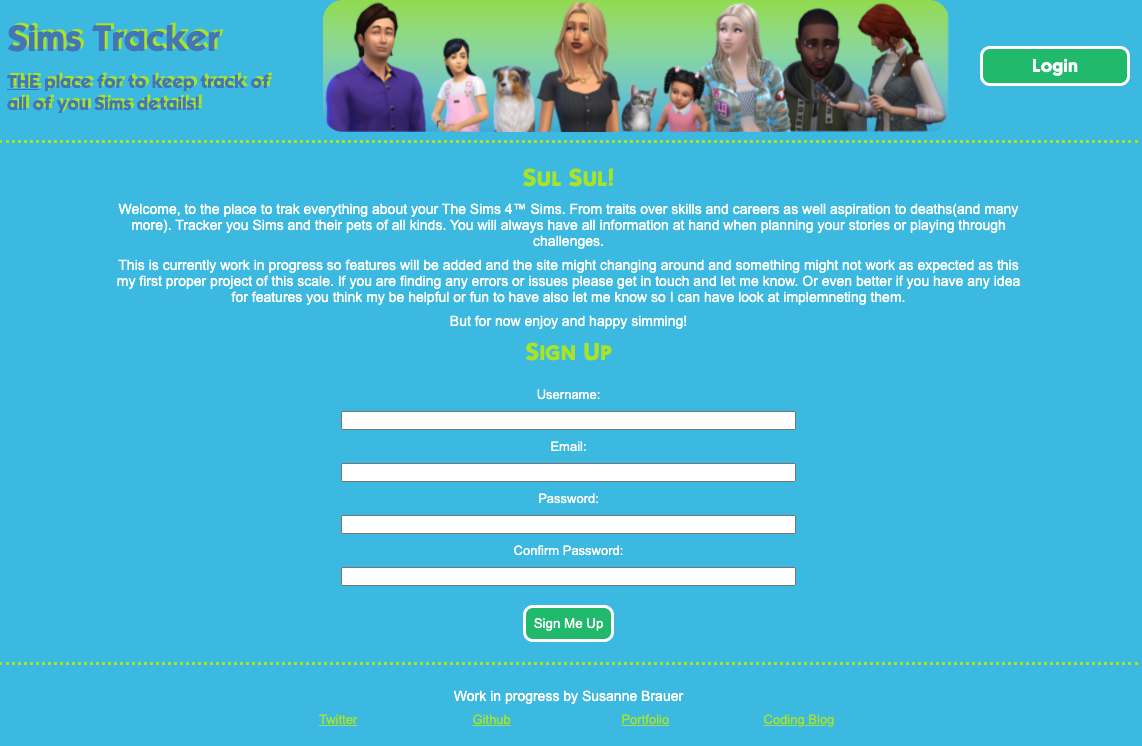 Sims Tracker
THE place for to keep track of
all of you Sims details!
Login
Sul Sul!
Welcome, to the place to trak everything about your The Sims 4™ Sims. From traits over skills and careers as well aspiration to deaths(and many
more). Tracker you Sims and their pets of all kinds. You will always have all information at hand when planning your stories or playing through
challenges.
This is currently work in progress so features will be added and the site might changing around and something might not work as expected as this
my first proper project of this scale. If you are finding any errors or issues please get in touch and let me know. Or even better if you have any idea
for features you think my be helpful or fun to have also let me know so I can have look at implemneting them.
But for now enjoy and happy simming!
Sign Up
Username:
Email:
Password:
Confirm Password:
Sign Me Up
Work in progress by Susanne Brauer
Twitter Github Portfolio Coding Blog